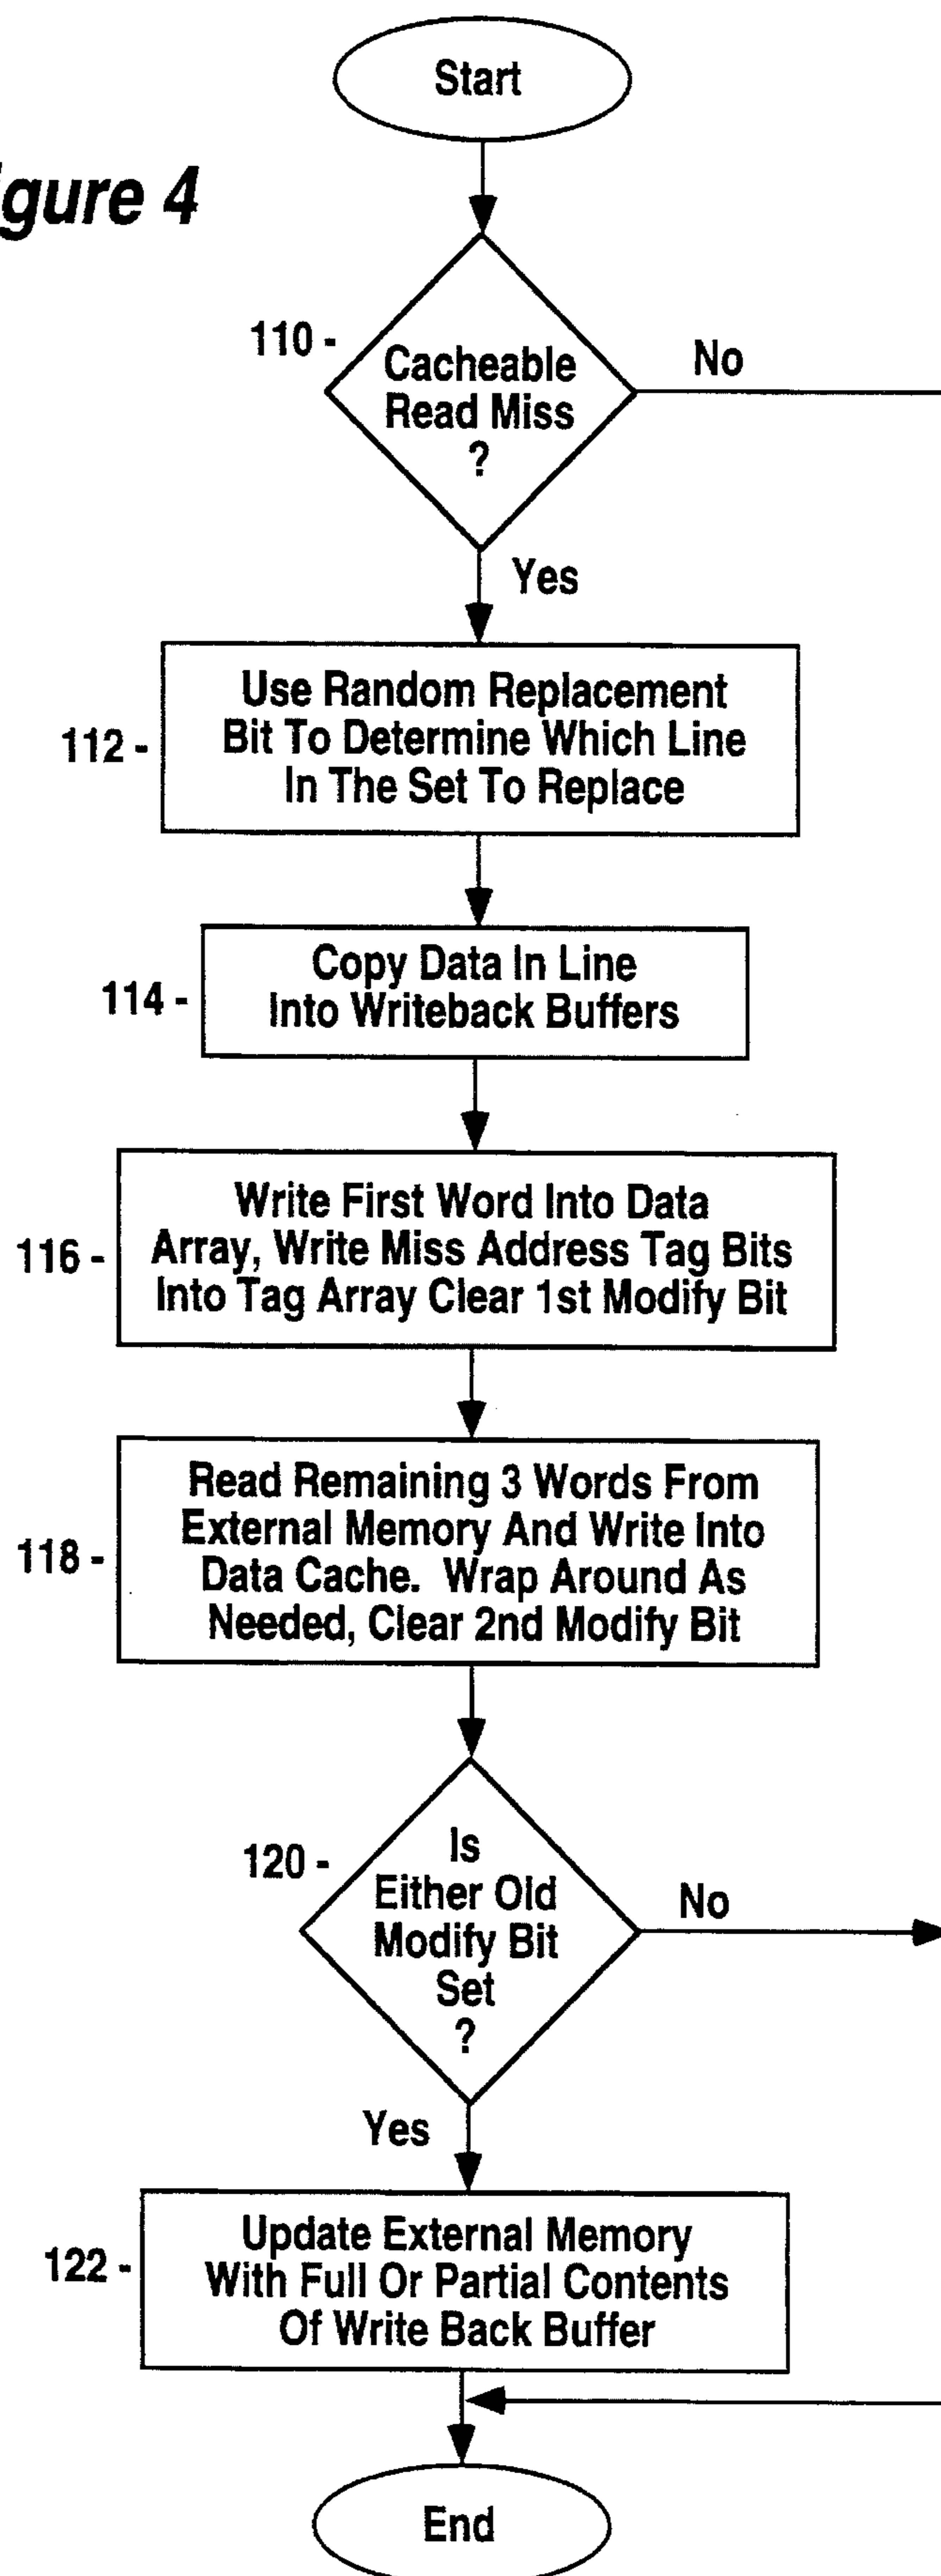 Start
igure 4
110 -
Cacheable
Read Miss
?
No
Yes
112 -
Use Random Replacement
Bit To Determine Which Line
In The Set To Replace
114 -
Copy Data In Line
Into Writeback Buffers
116 -
Write First Word Into Data
Array, Write Miss Address Tag Bits
Into Tag Array Clear 1st Modify Bit
118 -
Read Remaining 3 Words From
External Memory And Write Into
Data Cache. Wrap Around As
Needed, Clear 2nd Modify Bit
120 -
Is
Either Old
Modify Bit
Set
?
No
Yes
122 -
Update External Memory
With Full Or Partial Contents
Of Write Back Buffer
End